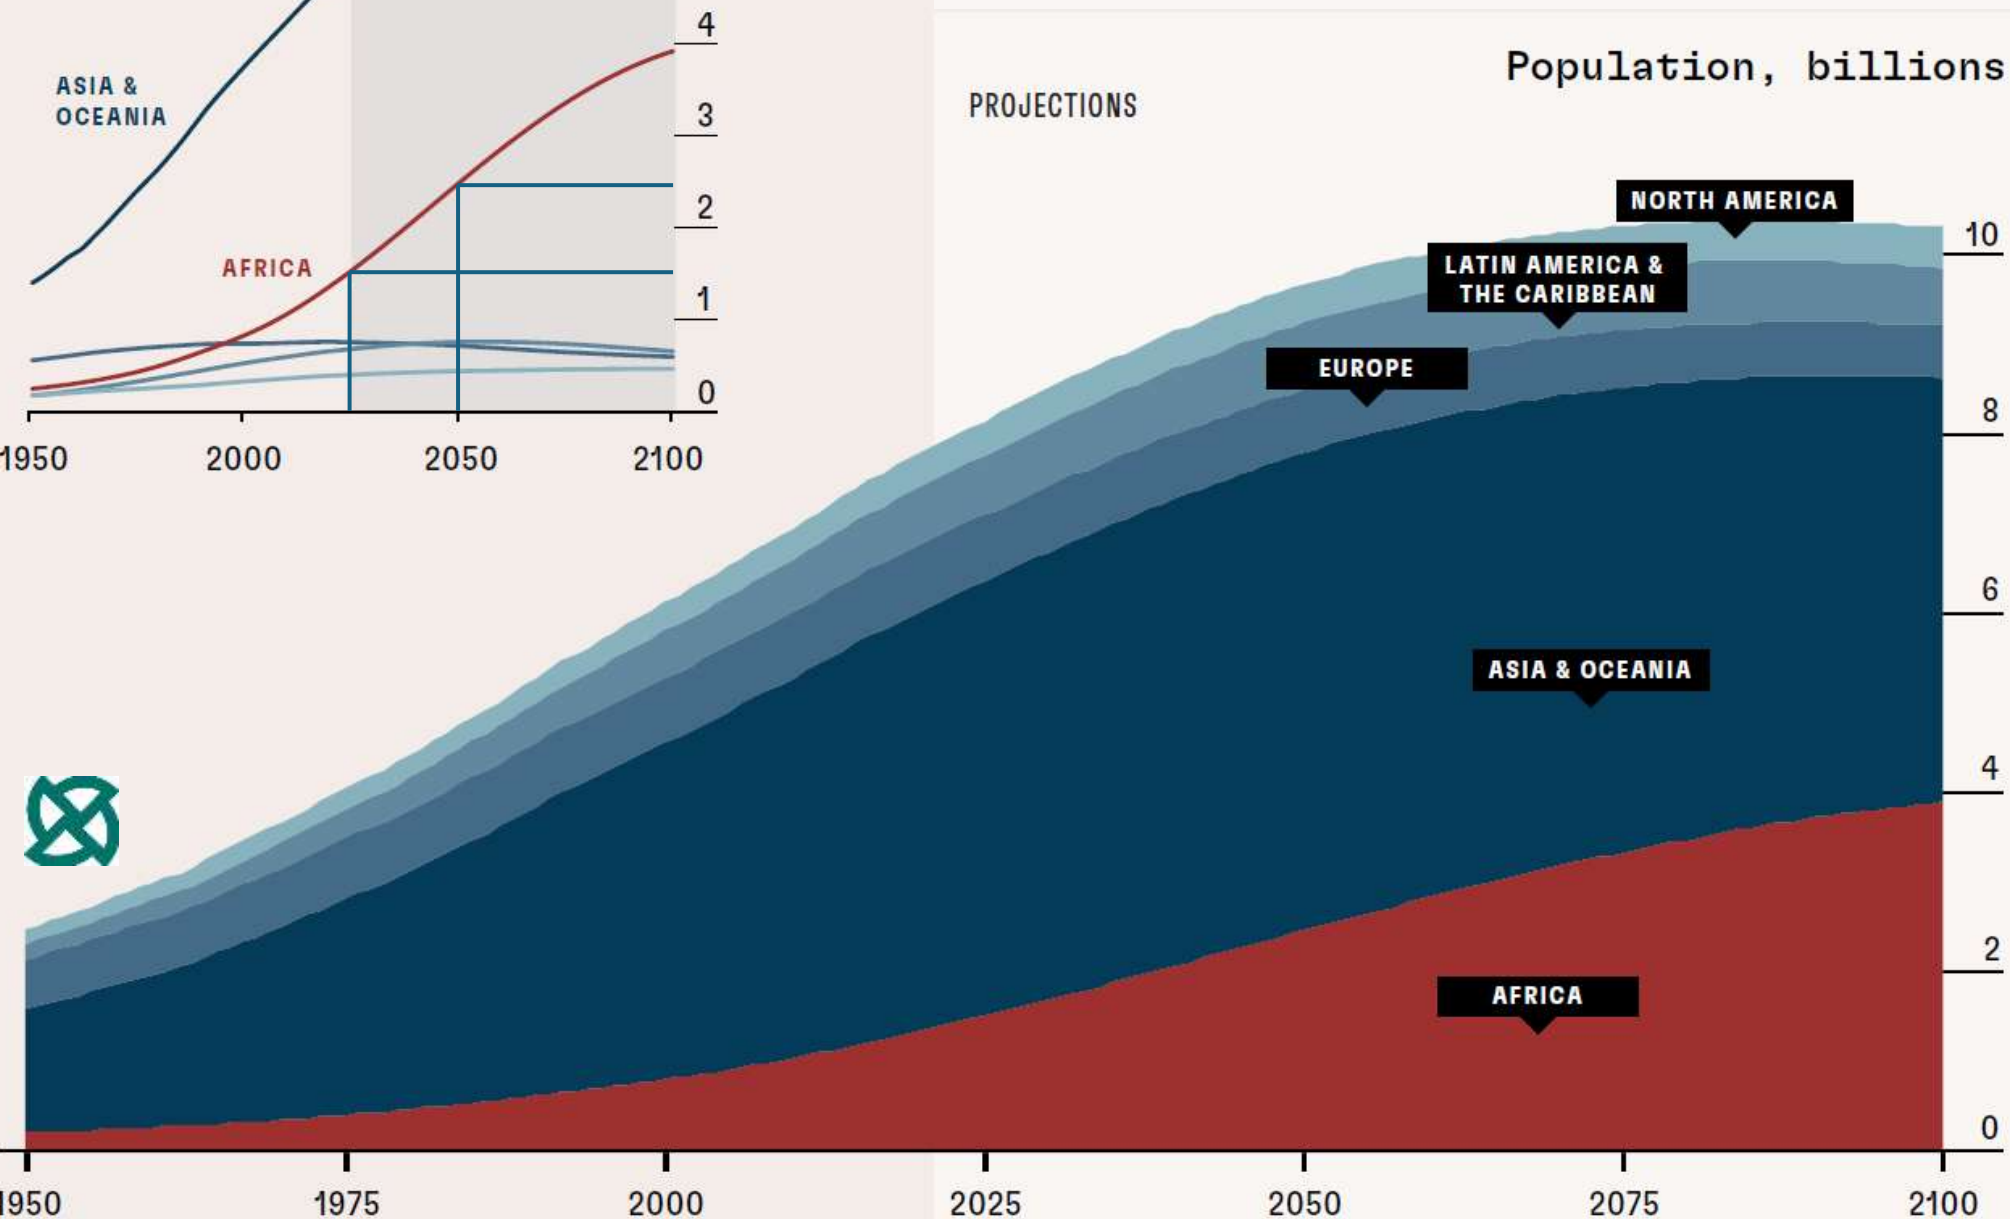 4
ASIA &
OCEANIA
3
2
AFRICA
1
0
1950 2000 2050 2100
Population, billions
PROJECTIONS
NORTH AMERICA
10
LATIN AMERICA &
THE CARIBBEAN
EUROPE
8
6
ASIA & OCEANIA
4
2
AFRICA
0
1950 1975 2000 2025 2050 2075 2100